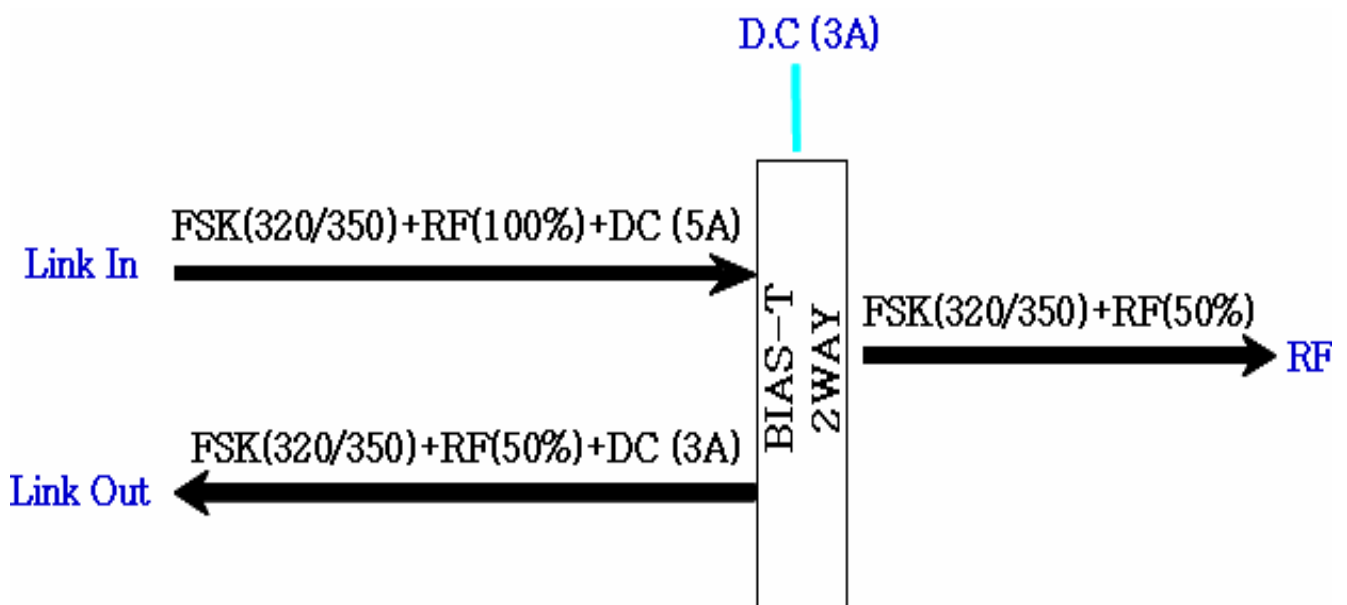 D.C (3A)
FSK(320/350)+RF(100%)+DC (5A)
Link In
BIAS-T
2WAY
FSK(320/350)+RF(50%)
RF
FSK(320/350)+RF(50%)+DC (3A)
Link Out